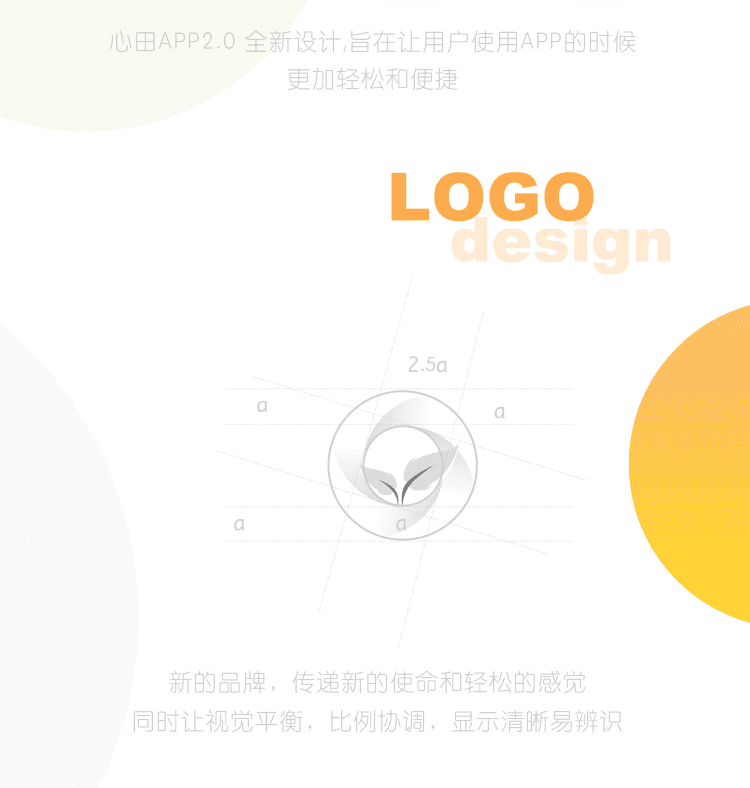 心田APP2.0 全新设计,旨在让用户使用APP的时候
更加轻松和便捷
LOGO
design
2.5a
a
a
a
a
新的品牌，传递新的使命和轻松的感觉
同时让视觉平衡，比例协调，显示清晰易辨识